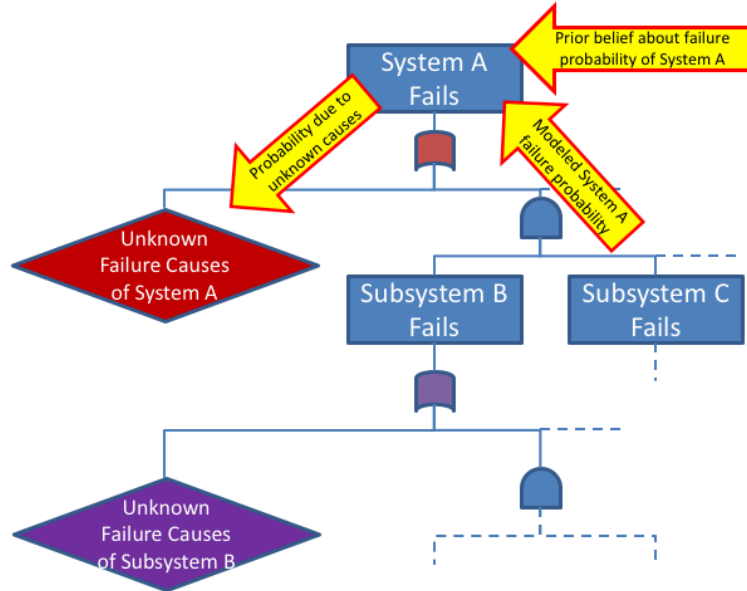 Prior belief about failure
probability of System A
System A
Fails
Probability due to
unknown causes
Modeled System A
failure probability
Unknown
Failure Causes
of System A
Subsystem B
Fails
Subsystem C
Fails
Unknown
Failure Causes
of Subsystem B